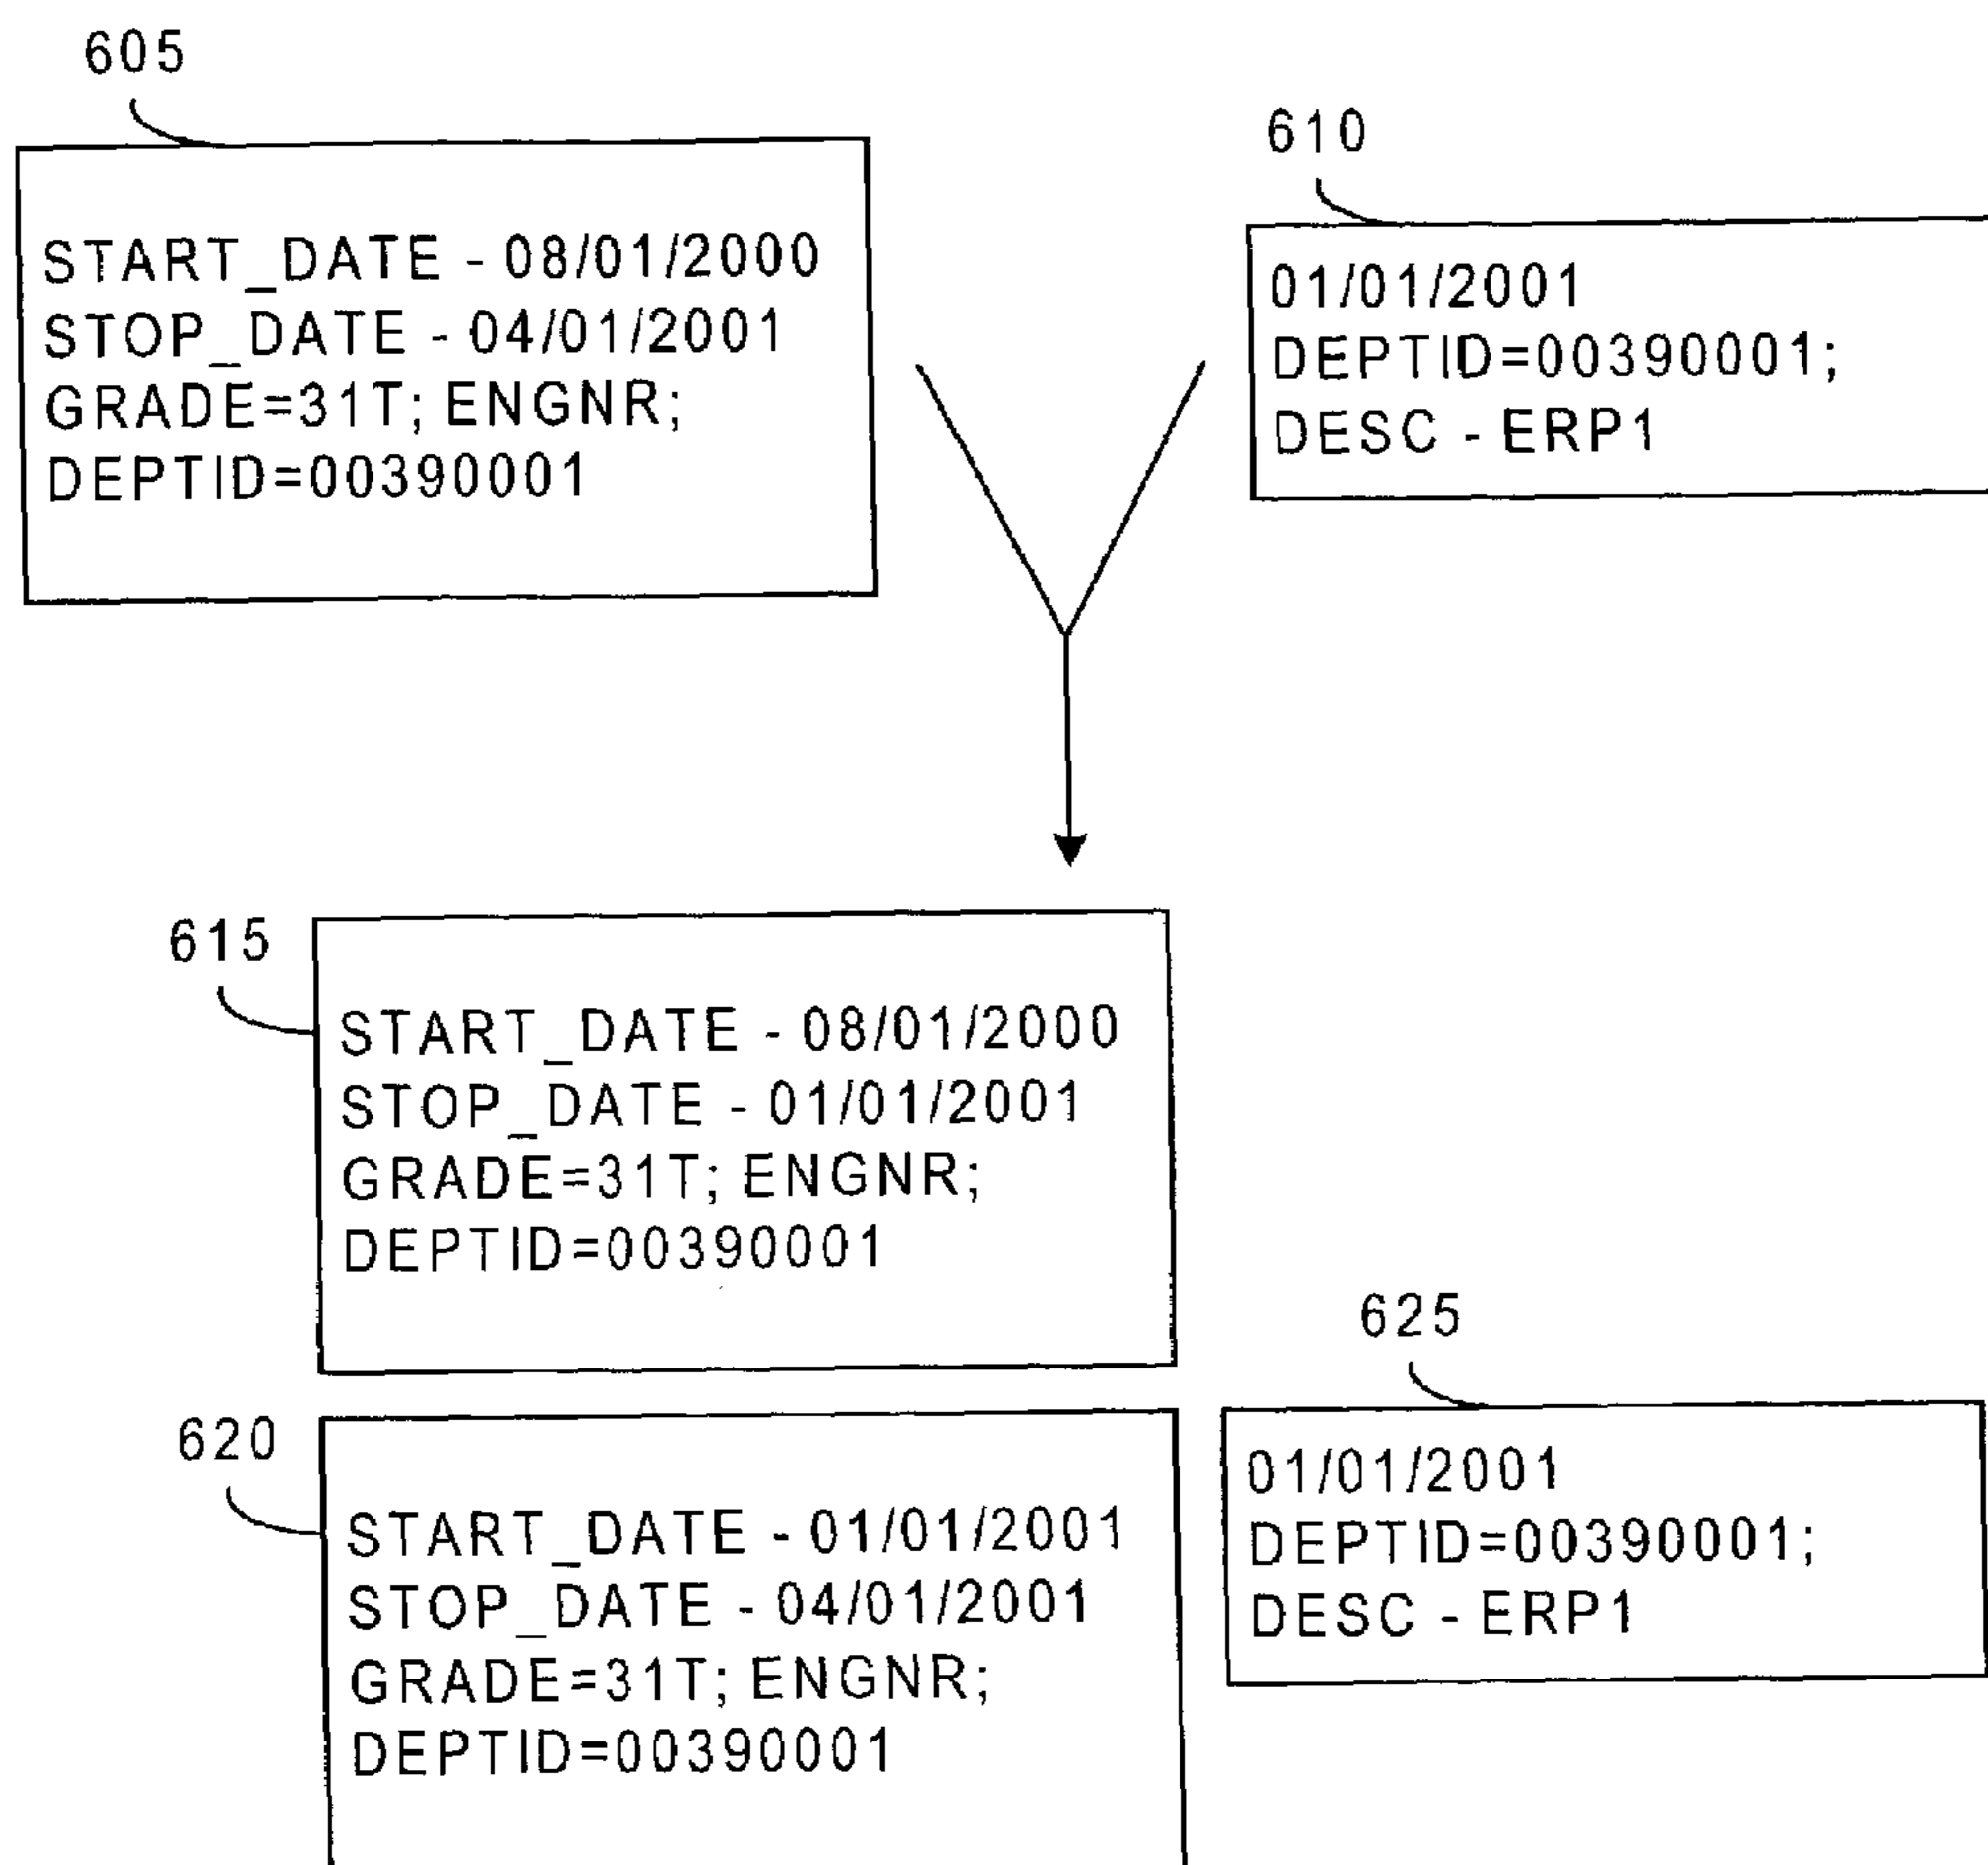 605
START_DATE - 08/01/2000
STOP_DATE - 04/01/2001
GRADE=31T; ENGNR;
DEPTID=00390001
610
01/01/2001
DEPTID=00390001;
DESC - ERP1
615
START_DATE - 08/01/2000
STOP_DATE - 01/01/2001
GRADE=31T; ENGNR;
DEPTID=00390001
620
START_DATE - 01/01/2001
STOP_DATE - 04/01/2001
GRADE=31T; ENGNR;
DEPTID=00390001
625
01/01/2001
DEPTID=00390001;
DESC - ERP1